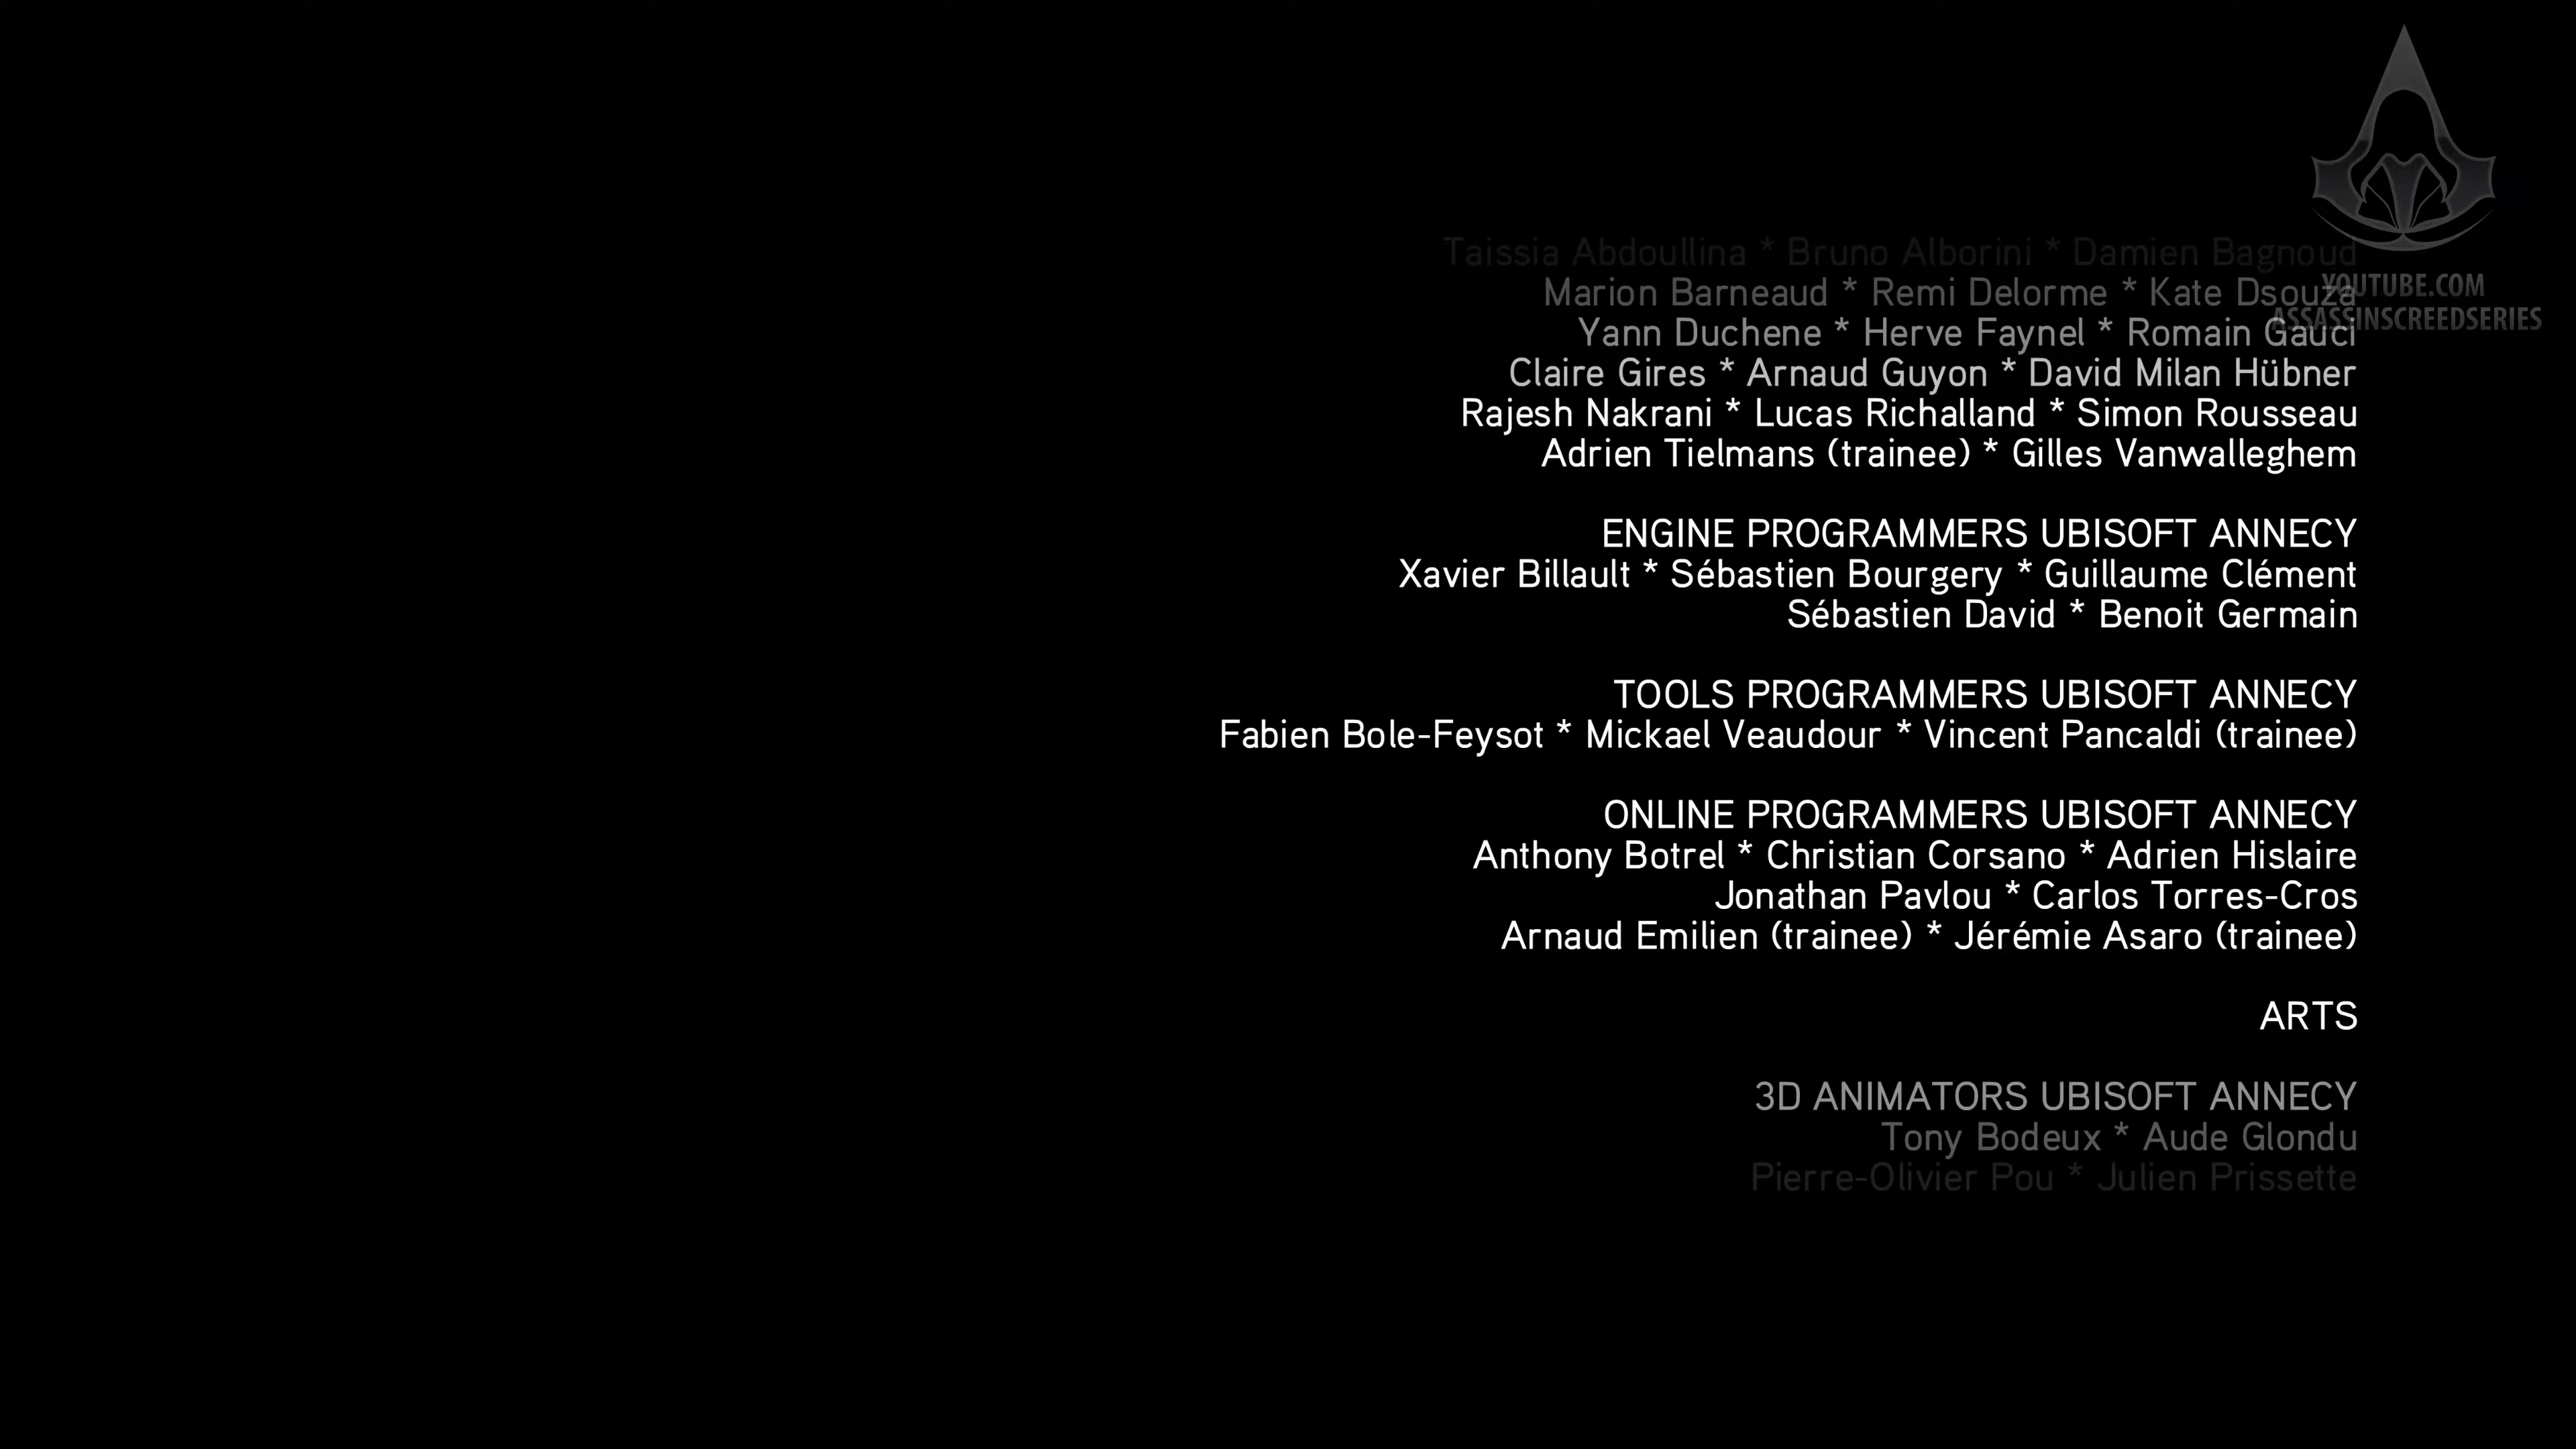 Taissia Abdoullina * Bruno Alborini * Damien Bagnoud
Marion Barneaud * Remi Delorme * Kate Dsouza
YOUTUBE.COM
Yann Duchene * Herve Faynel * Romain Gauci
ASSASSINSCREEDSERIES
Claire Gires * Arnaud Guyon * David Milan Hübner
Rajesh Nakrani * Lucas Richalland * Simon Rousseau
Adrien Tielmans (trainee) * Gilles Vanwalleghem
ENGINE PROGRAMMERS UBISOFT ANNECY
Xavier Billault * Sébastien Bourgery * Guillaume Clément
Sébastien David * Benoit Germain
TOOLS PROGRAMMERS UBISOFT ANNECY
Fabien Bole-Feysot * Mickael Veaudour * Vincent Pancaldi (trainee)
ONLINE PROGRAMMERS UBISOFT ANNECY
Anthony Botrel * Christian Corsano * Adrien Hislaire
Jonathan Pavlou * Carlos Torres-Cros
Arnaud Emilien (trainee) * Jérémie Asaro (trainee)
ARTS
3D ANIMATORS UBISOFT ANNECY
Tony Bodeux * Aude Glondu
Pierre-Olivier Pou * Julien Prissette